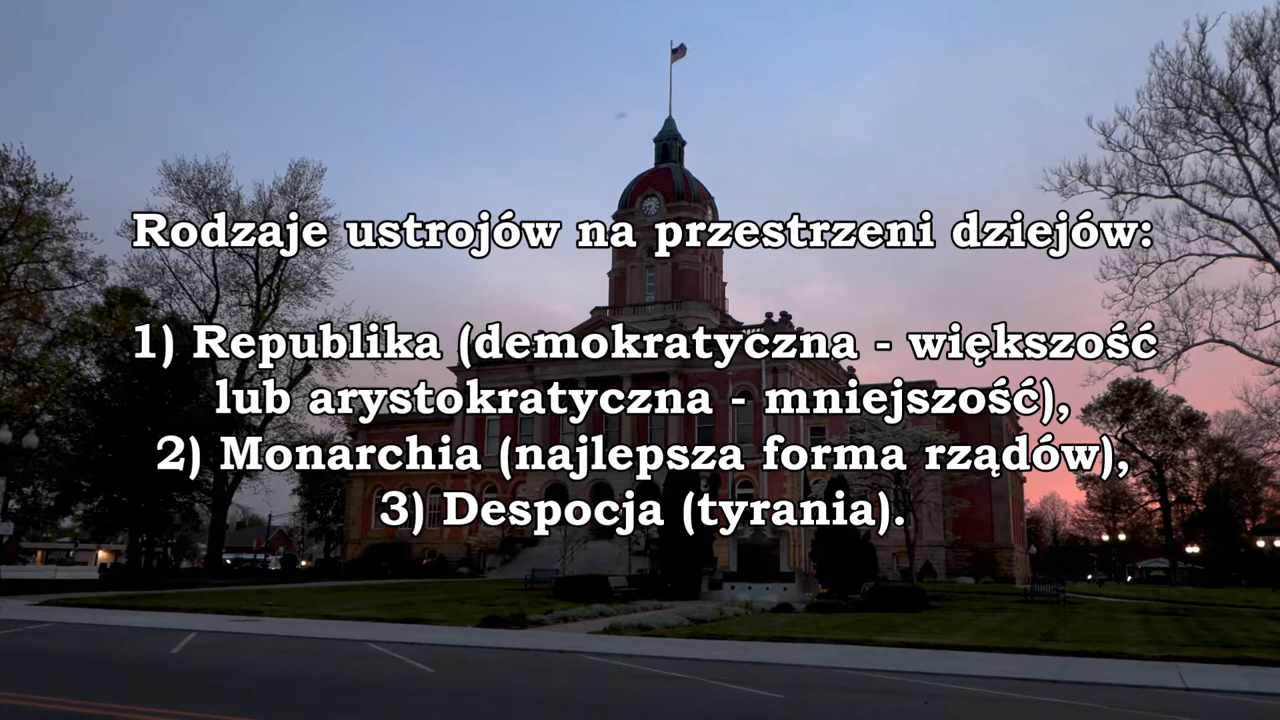 Rodzaje ustrojów na przestrzeni dziejów:
1) Republika (demokratyczna - większość
lub arystokratyczna - mniejszość),
2) Monarchia (najlepsza forma rządów),
3) Despocja (tyrania).